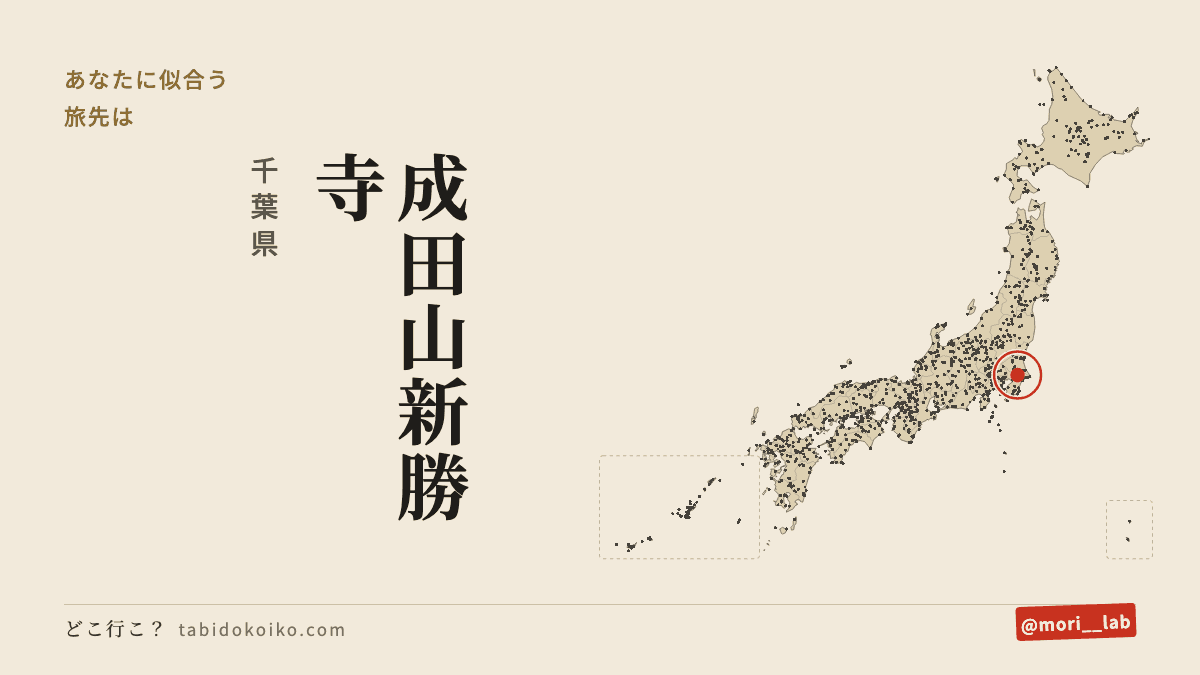 あなたに似合う
旅先は
成田山新勝
寺
千葉県
どこ行こ？ tabidokoiko.com
@mori__lab